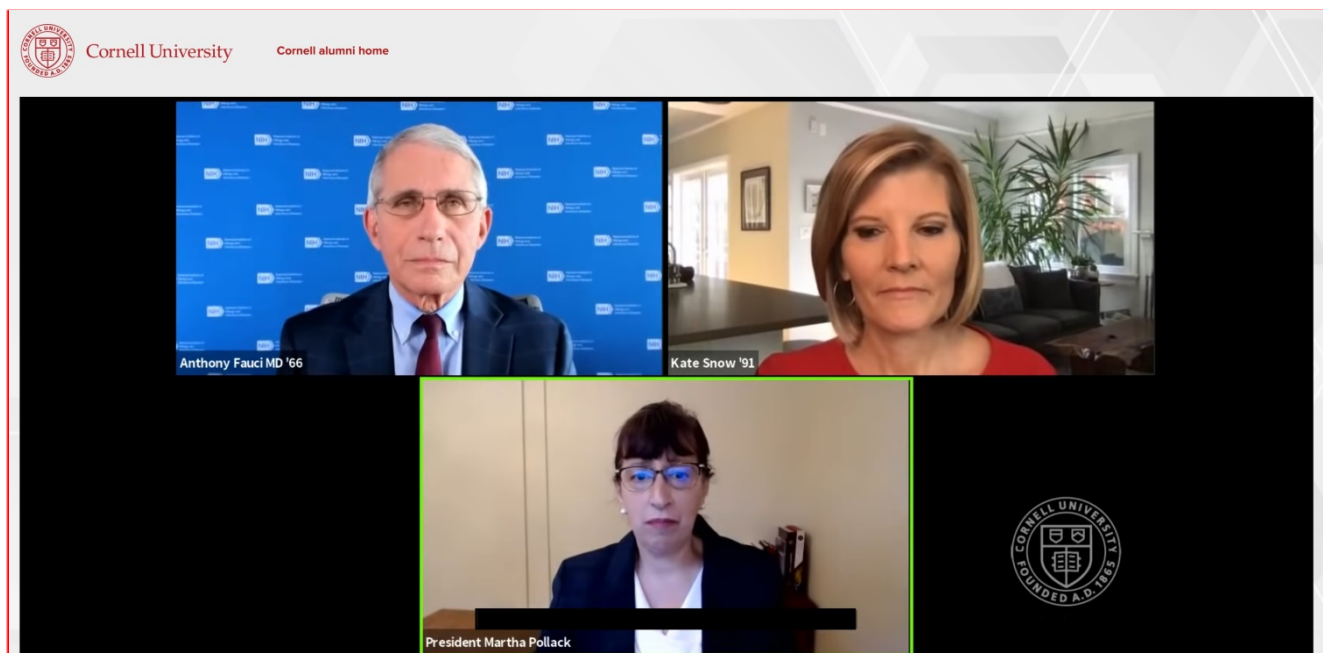 Cornell University
Cornell alumni home
NIH
Anthony Fauci MD '66
Kate Snow '91
President Martha Pollack
CORNELL UNIVERSITY
FOUNDED A.D. 1865